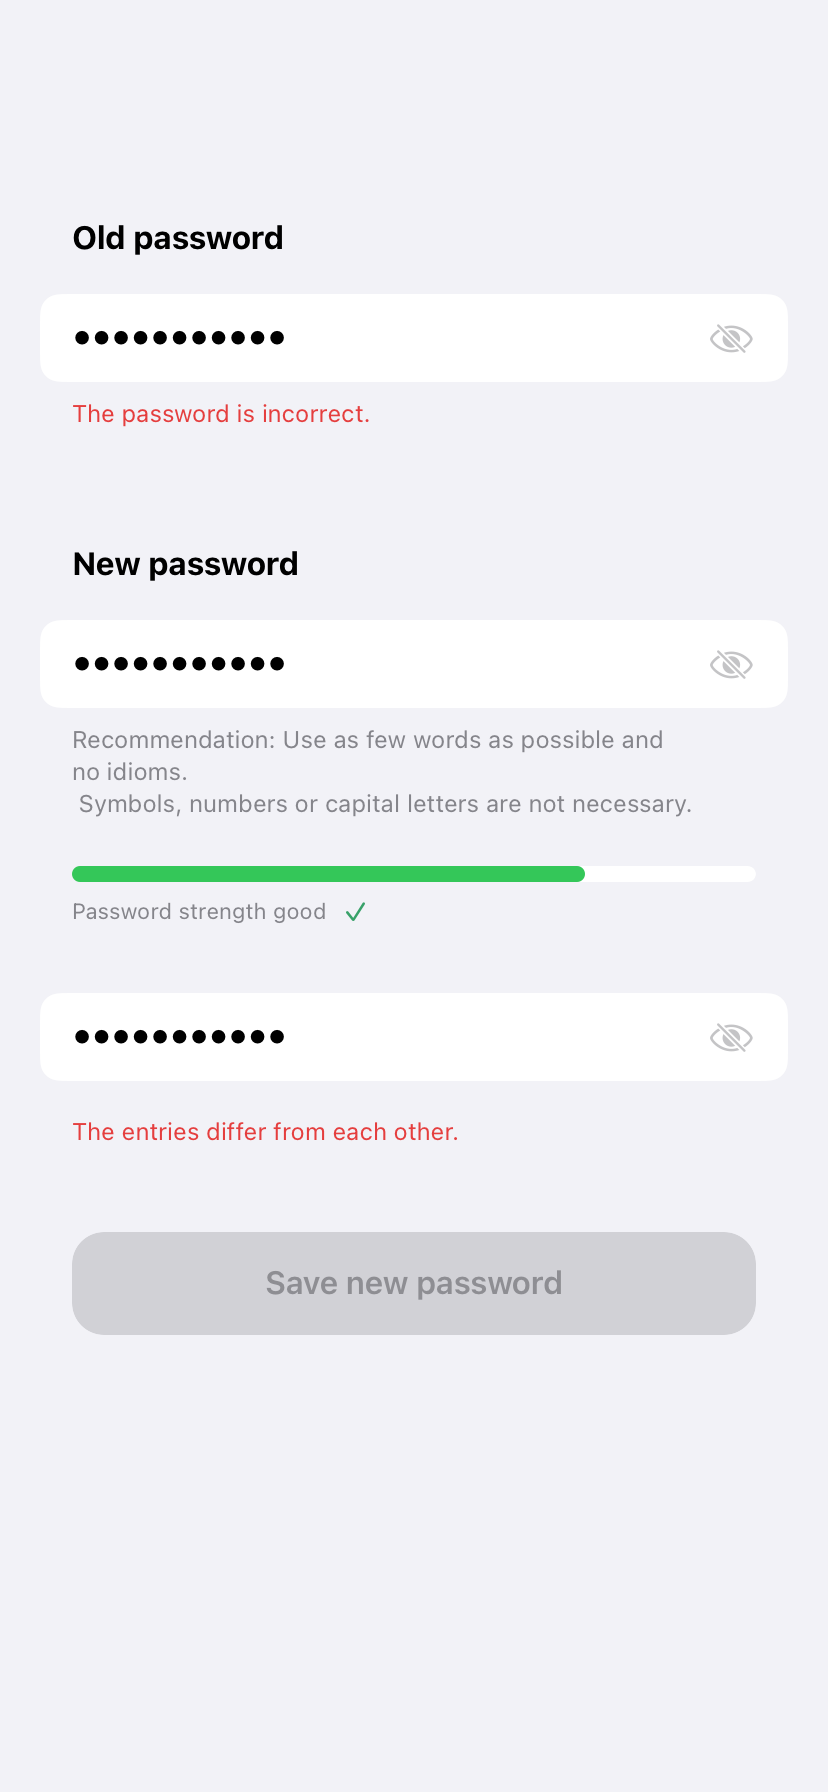 Old password
•••••••••••
The password is incorrect.
New password
•••••••••••
Recommendation: Use as few words as possible and
no idioms.
Symbols, numbers or capital letters are not necessary.
Password strength good
•••••••••••
The entries differ from each other.
Save new password